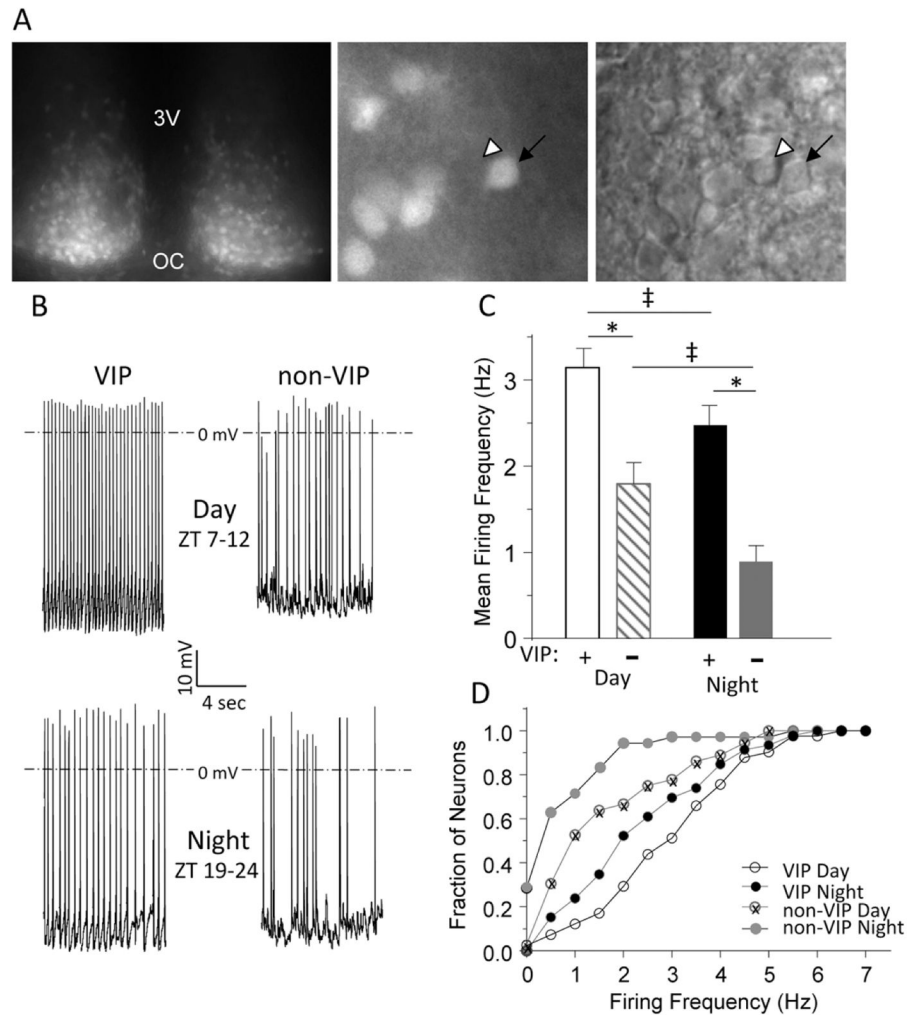 A
3V
OC
B
VIP
non-VIP
0 mV
Day
ZT 7-12
10 mV
4 sec
0 mV
Night
ZT 19-24
C
‡
*
‡
*
Mean Firing Frequency (Hz)
3
2
1
0
VIP: + - + -
Day Night
D
Fraction of Neurons
1.0
0.8
0.6
0.4
0.2
0.0
VIP Day
VIP Night
non-VIP Day
non-VIP Night
0 1 2 3 4 5 6 7
Firing Frequency (Hz)